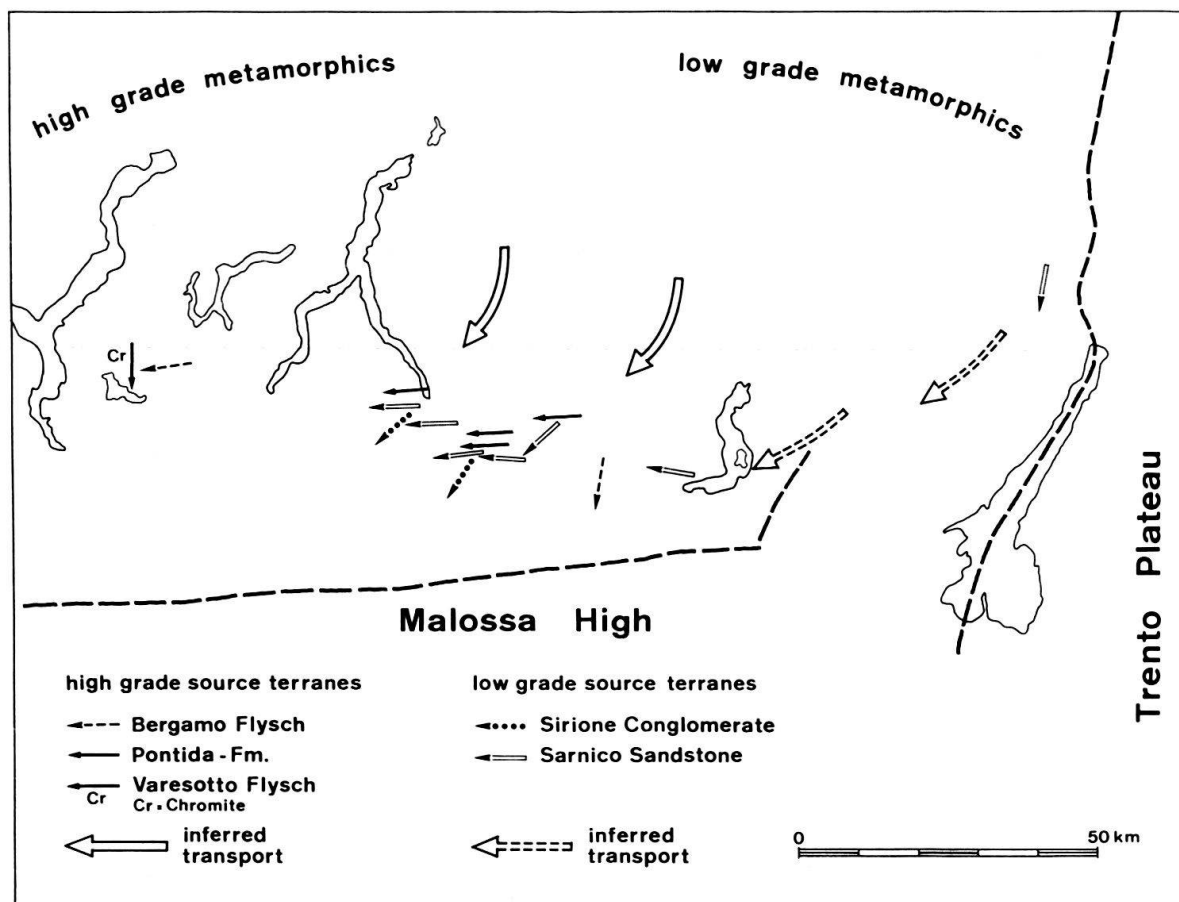 high grade metamorphics
low grade metamorphics
Cr
Malossa High
Trento Plateau
high grade source terranes
Bergamo Flysch
Pontida - Fm.
Varesotto Flysch
Cr
Cr = Chromite
inferred
transport
low grade source terranes
Sirione Conglomerate
Sarnico Sandstone
inferred
transport
0
50 km